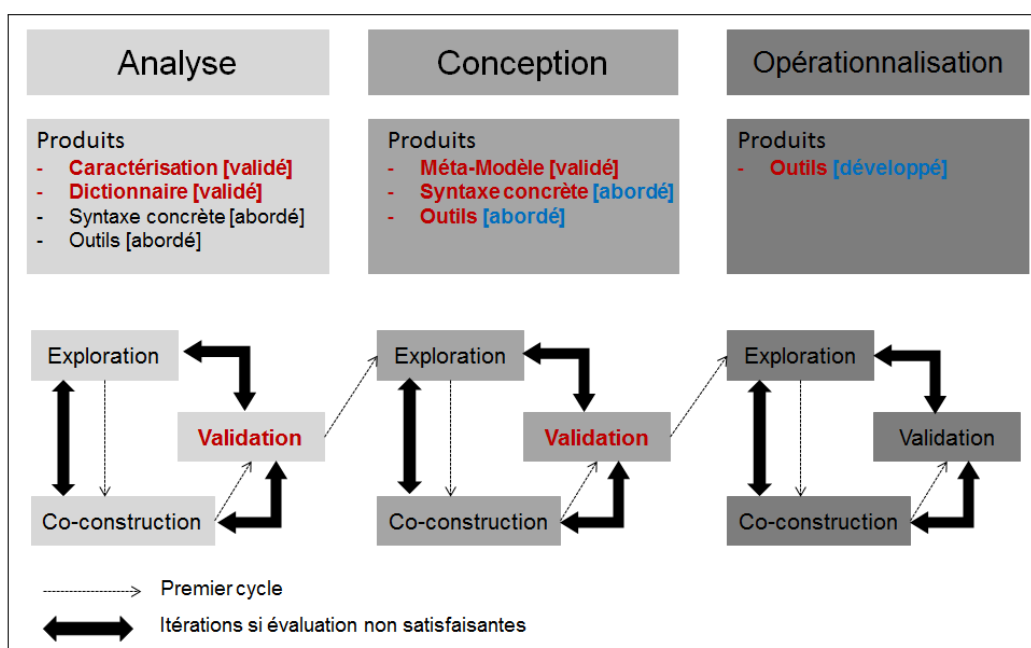 Analyse
Conception
Opérationnalisation
Produits
- Caractérisation [validé]
- Dictionnaire [validé]
- Syntaxe concrète [abordé]
- Outils [abordé]
Produits
- Méta-Modèle [validé]
- Syntaxe concrète [abordé]
- Outils [abordé]
Produits
- Outils [développé]
Exploration
Validation
Co-construction
Exploration
Validation
Co-construction
Exploration
Validation
Co-construction
Premier cycle
Itérations si évaluation non satisfaisantes